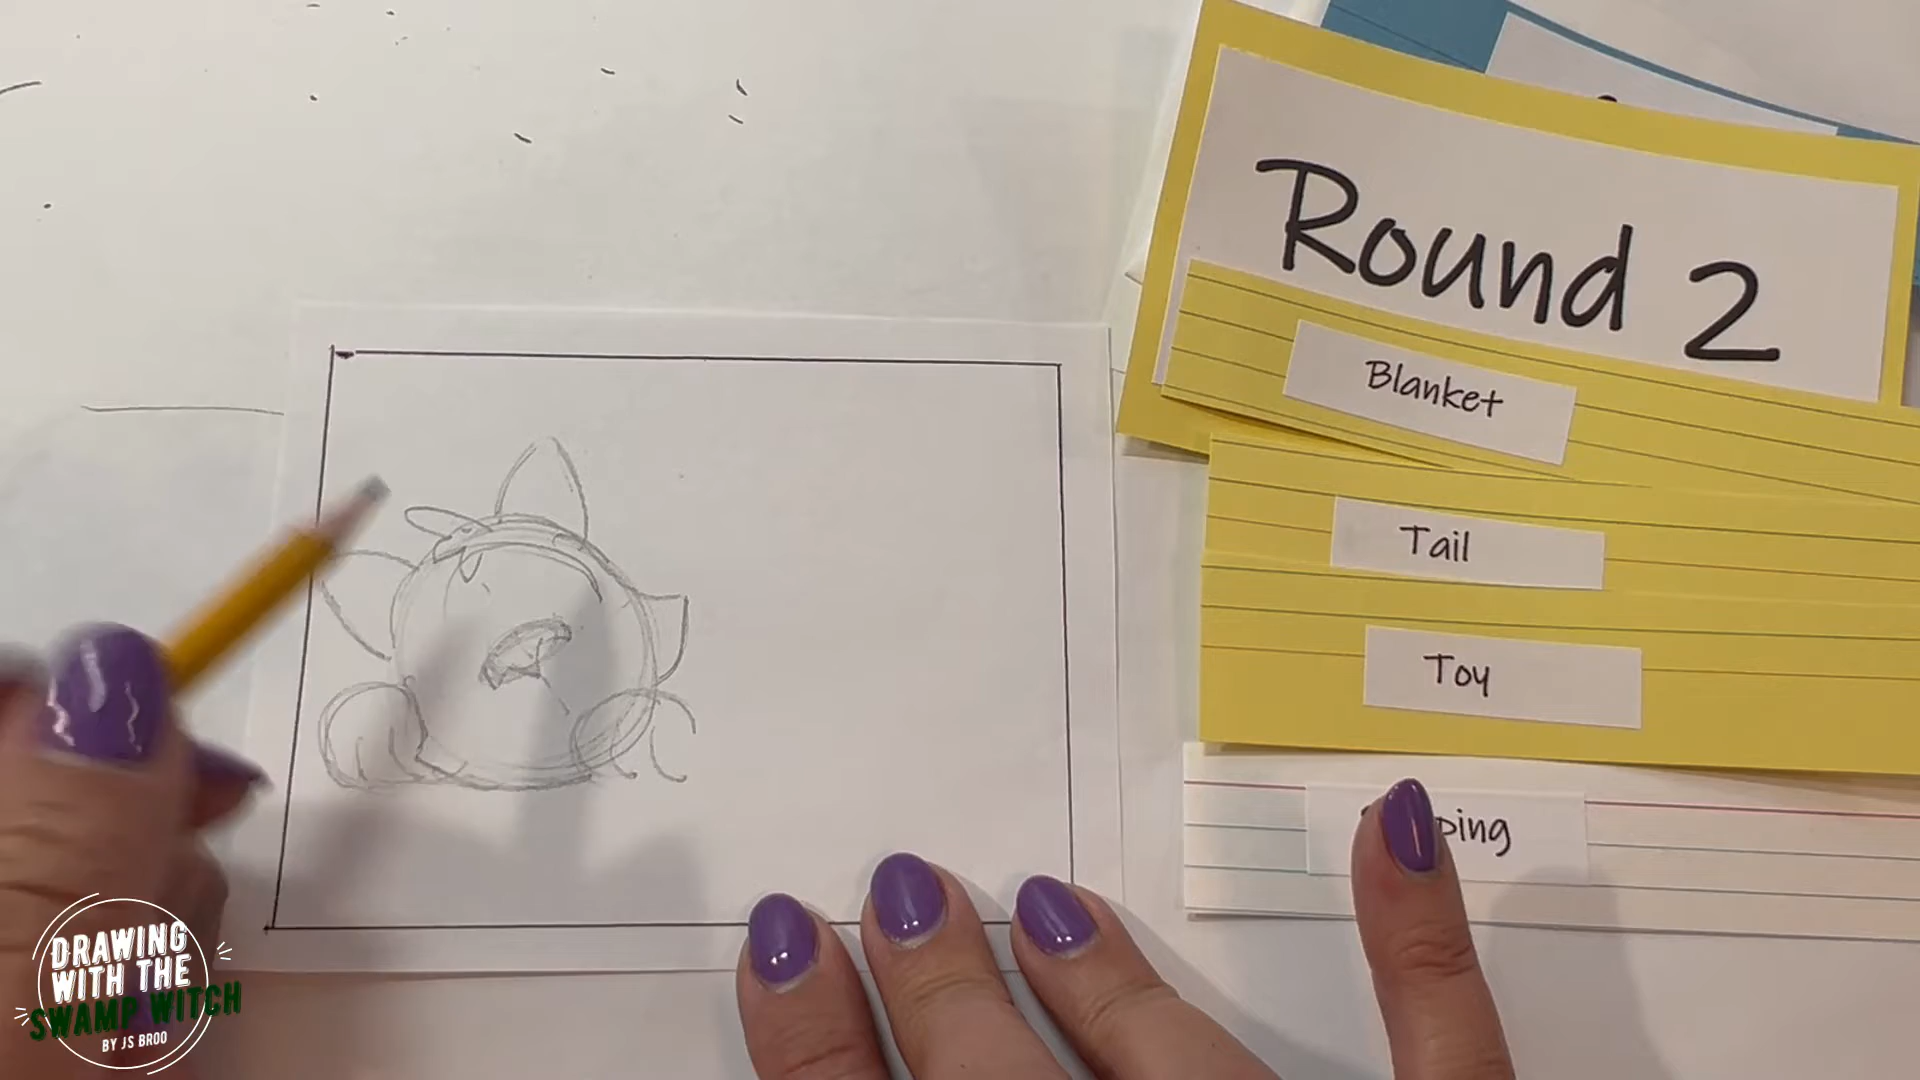 Round 2
Blanket
Tail
Toy
DRAWING
WITH THE
SWAMP WITCH
BY JS BROO